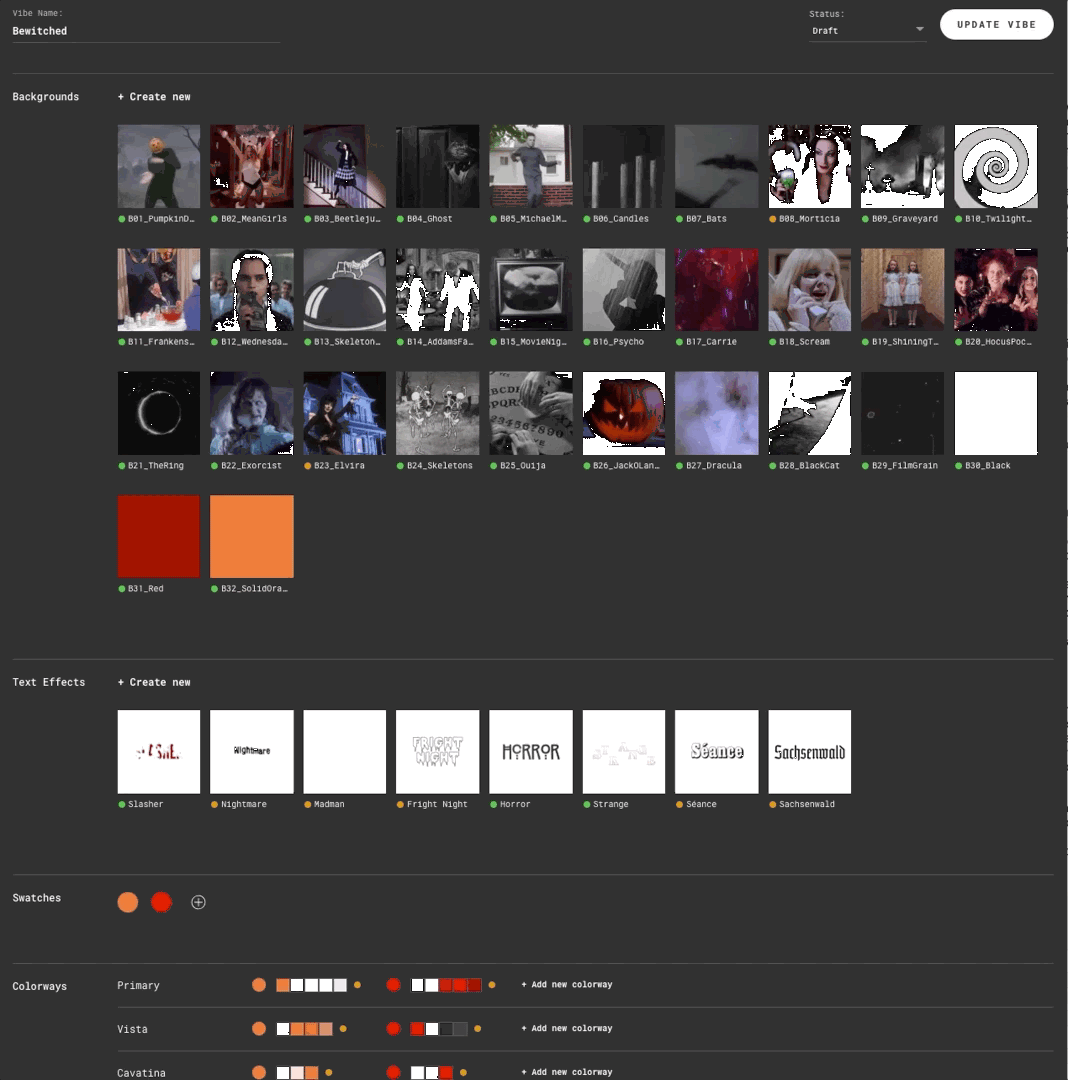 Vibe Name:
Bewitched
Status:
Draft
UPDATE VIBE
Backgrounds
+ Create new
B01_PumpkinD…
B02_MeanGirls
B03_Beetleju…
B04_Ghost
B05_MichaelM…
B06_Candles
B07_Bats
B08_Morticia
B09_Graveyard
B10_Twilight…
B11_Frankens…
B12_Wednesda…
B13_Skeleton…
B14_AddamsFa…
B15_MovieNig…
B16_Psycho
B17_Carrie
B18_Scream
B19_ShiningT…
B20_HocusPoc…
B21_TheRing
B22_Exorcist
B23_Elvira
B24_Skeletons
B25_Ouija
B26_JackOLan…
B27_Dracula
B28_BlackCat
B29_FilmGrain
B30_Black
B31_Red
B32_SolidOra…
Text Effects
+ Create new
Nightmare
FRIGHT
NIGHT
HORROR
Séance
Sachsenwald
Slasher
Nightmare
Madman
Fright Night
Horror
Strange
Séance
Sachsenwald
Swatches
Colorways
Primary
+ Add new colorway
Vista
+ Add new colorway
Cavatina
+ Add new colorway